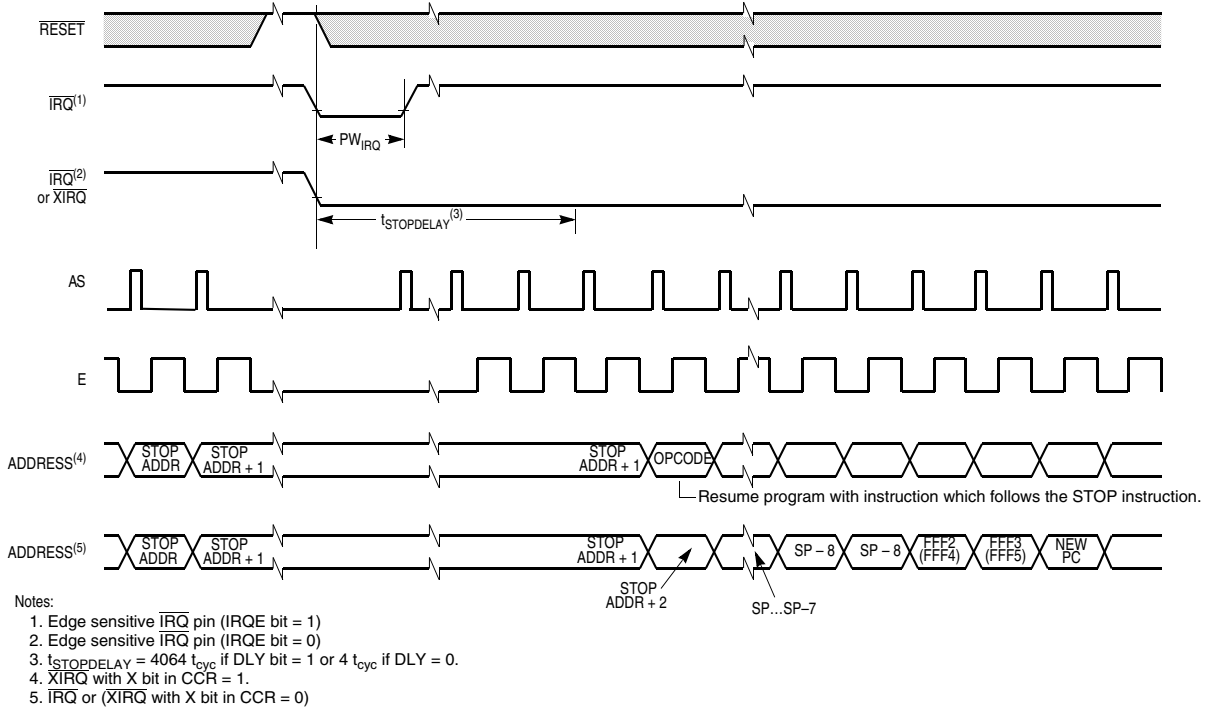 RESET
IRQ(1)
PWIRQ
IRQ(2)
or XIRQ
tSTOPDELAY(3)
AS
E
ADDRESS(4)
STOP
ADDR
STOP
ADDR + 1
STOP
ADDR + 1
OPCODE
Resume program with instruction which follows the STOP instruction.
ADDRESS(5)
STOP
ADDR
STOP
ADDR + 1
STOP
ADDR + 1
SP – 8
SP – 8
FFF2
(FFF4)
FFF3
(FFF5)
NEW
PC
STOP
ADDR + 2
SP…SP–7
Notes:
1. Edge sensitive IRQ pin (IRQE bit = 1)
2. Edge sensitive IRQ pin (IRQE bit = 0)
3. tSTOPDELAY = 4064 tcyc if DLY bit = 1 or 4 tcyc if DLY = 0.
4. XIRQ with X bit in CCR = 1.
5. IRQ or (XIRQ with X bit in CCR = 0)